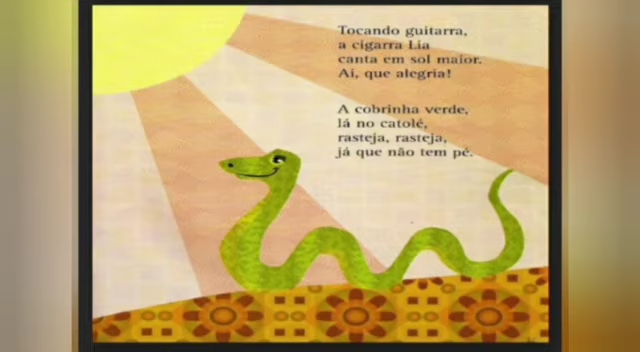 Tocando guitarra,
a cigarra Lia
canta em sol maior.
Ai, que alegria!
A cobrinha verde,
lá no catolé,
rasteja, rasteja,
já que não tem pé.